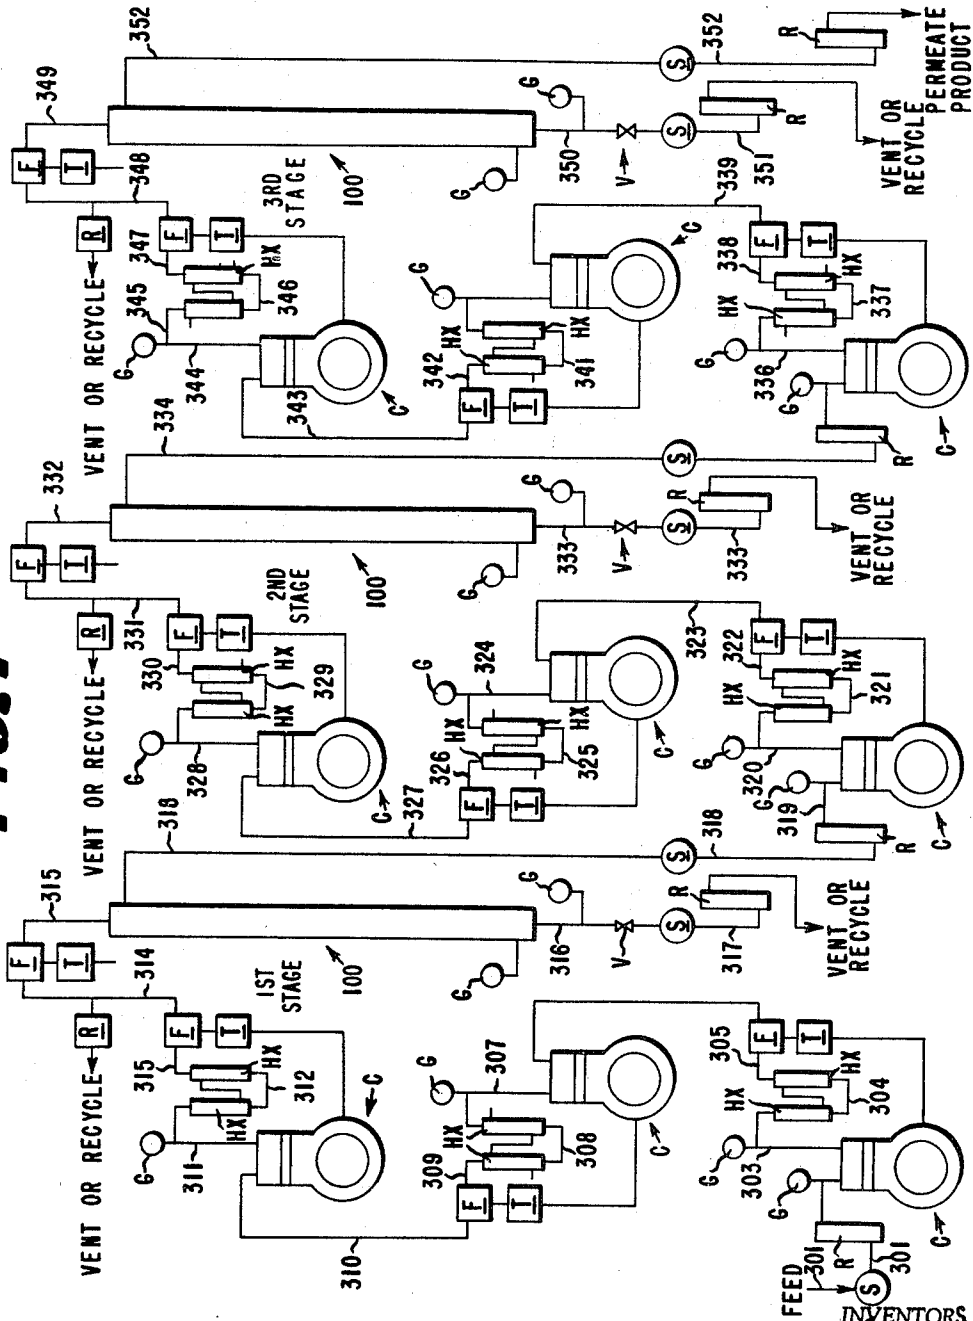 352
349
F
T
348
R
F
T
347
HX
345
346
G
344
C
343
3RD
STAGE
100
G
G
350
V
S
351
R
VENT OR
RECYCLE
S
352
R
PERMEATE
PRODUCT
VENT OR RECYCLE
G
HX
HX
342
341
F
T
C
339
338
F
T
HX
HX
337
G
336
G
R
C
334
S
332
F
T
331
R
F
T
330
HX
HX
329
G
328
C
327
2ND
STAGE
100
G
G
333
V
S
333
R
VENT OR
RECYCLE
VENT OR RECYCLE
G
324
HX
HX
326
325
F
T
C
323
322
F
T
HX
HX
321
G
320
G
319
R
C
318
S
318
315
F
T
314
R
F
T
315
HX
HX
312
G
311
C
310
1ST
STAGE
100
G
G
316
V
S
317
R
VENT OR
RECYCLE
VENT OR RECYCLE
G
307
HX
309
308
F
T
C
305
F
T
HX
HX
304
G
303
G
R
C
301
S
301
FEED
INVENTORS